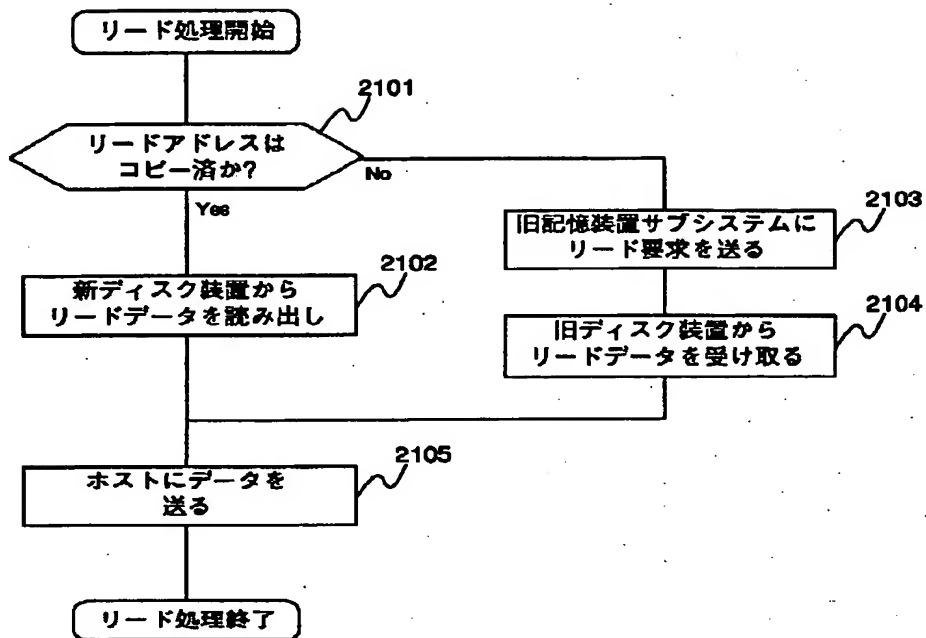 リード処理開始
2101
リードアドレスは
コピー済か?
No
Yes
2103
旧記憶装置サブシステムに
リード要求を送る
2102
新ディスク装置から
リードデータを読み出し
2104
旧ディスク装置から
リードデータを受け取る
2105
ホストにデータを
送る
リード処理終了